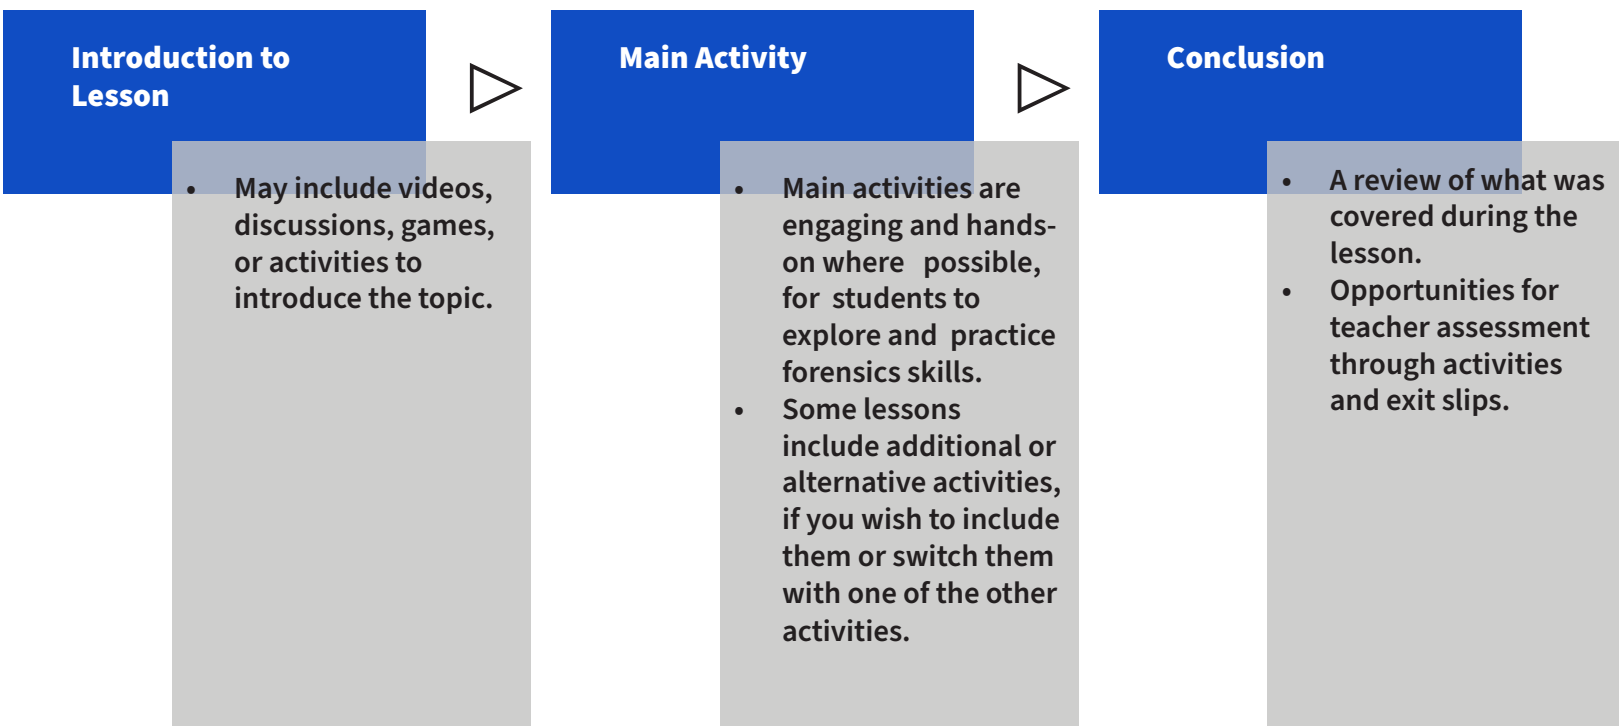 Introduction to
Lesson
• May include videos,
discussions, games,
or activities to
introduce the topic.
Main Activity
• Main activities are
engaging and hands-
on where possible,
for students to
explore and practice
forensics skills.
• Some lessons
include additional or
alternative activities,
if you wish to include
them or switch them
with one of the other
activities.
Conclusion
• A review of what was
covered during the
lesson.
• Opportunities for
teacher assessment
through activities
and exit slips.